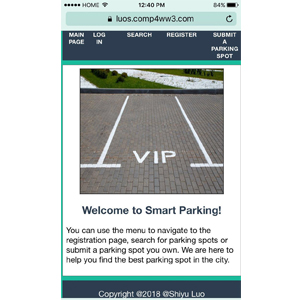 HOME 12:40 PM 84%
luos.comp4ww3.com
MAIN PAGE LOG IN SEARCH REGISTER SUBMIT A PARKING SPOT
VIP
Welcome to Smart Parking!
You can use the menu to navigate to the
registration page, search for parking spots or
submit a parking spot you own. We are here to
help you find the best parking spot in the city.
Copyright @2018 @Shiyu Luo